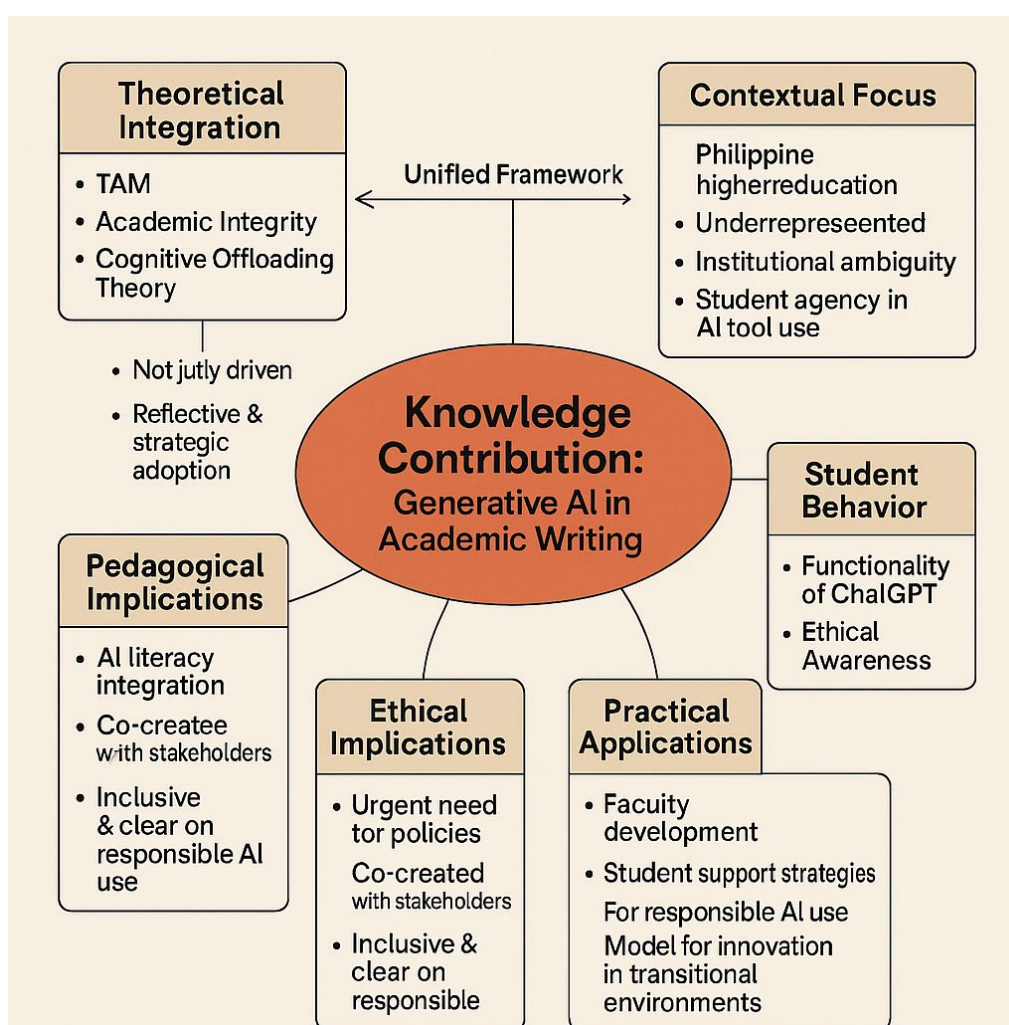 Theoretical
Integration
• TAM
• Academic Integrity
• Cognitive Offloading
Theory
• Not jutly driven
• Reflective &
strategic
adoption
Unified Framework
Contextual Focus
Philippine
higherreducation
• Underrepreseented
• Institutional ambiguity
• Student agency in
AI tool use
Knowledge
Contribution:
Generative AI in
Academic Writing
Student
Behavior
• Functionality
of ChalGPT
• Ethical
Awareness
Pedagogical
Implications
• AI literacy
integration
• Co-createe
with stakeholders
• Inclusive
& clear on
responsible AI
use
Ethical
Implications
• Urgent need
tor policies
Co-created
with stakeholders
• Inclusive &
clear on
responsible
Practical
Applications
• Facuity
development
• Student support strategies
For responsible AI use
Model for innovation
in transitional
environments